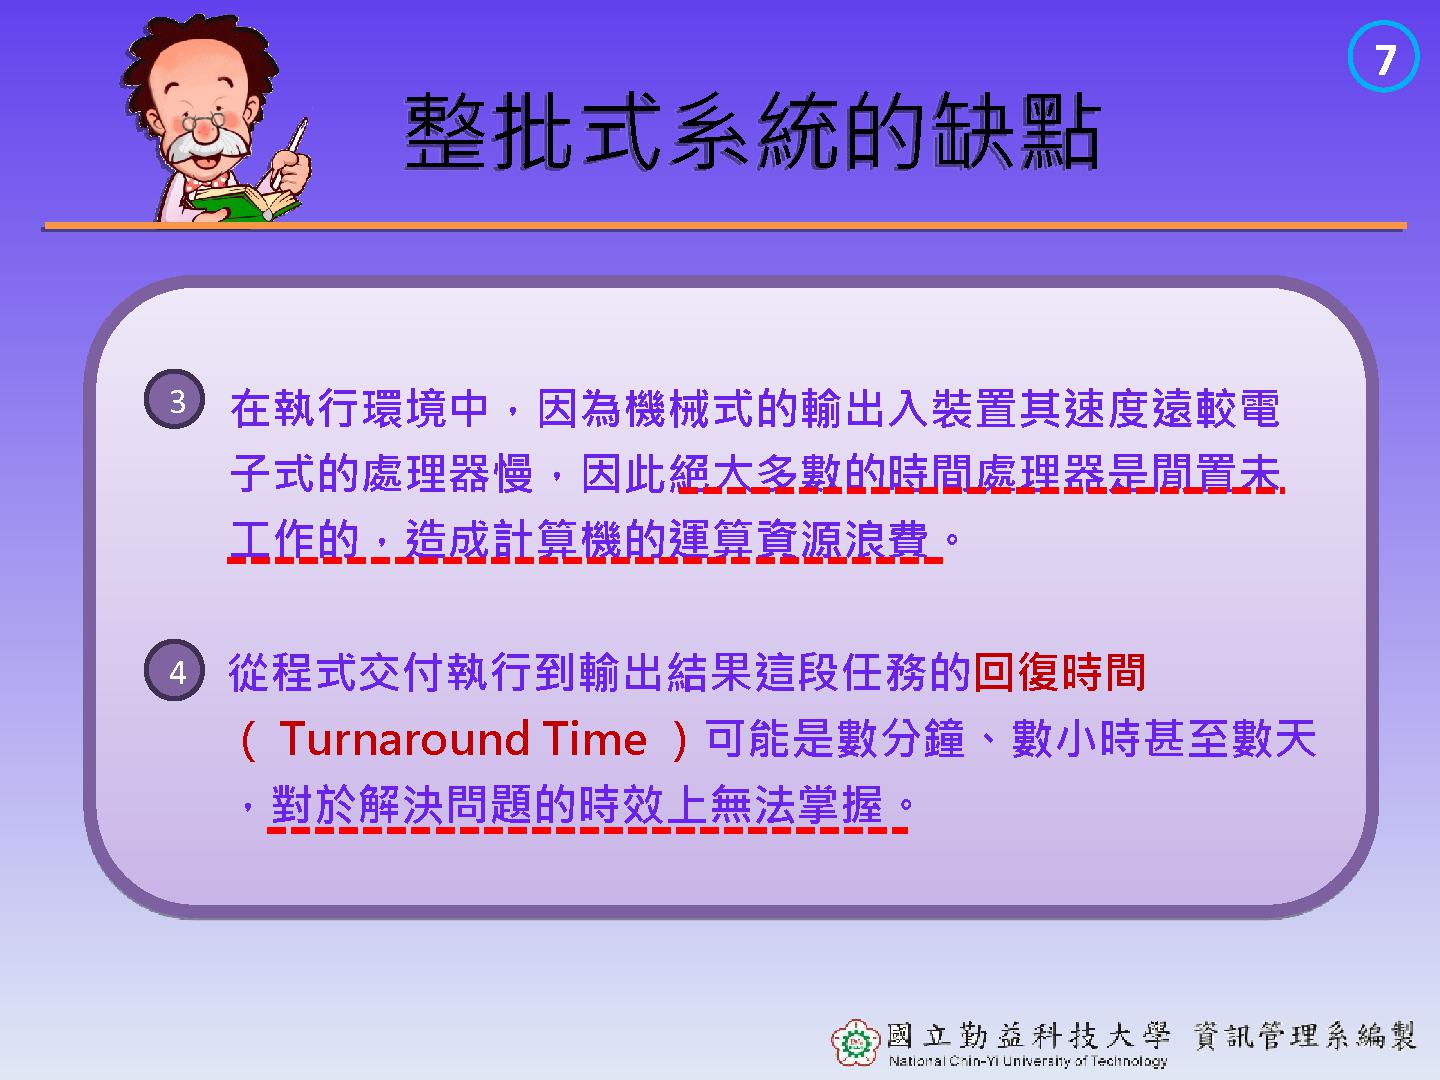 7
整批式系統的缺點
3
在執行環境中，因為機械式的輸出入裝置其速度遠較電
子式的處理器慢，因此絕大多數的時間處理器是閒置未
工作的，造成計算機的運算資源浪費。
4
從程式交付執行到輸出結果這段任務的回復時間
（ Turnaround Time ）可能是數分鐘、數小時甚至數天
，對於解決問題的時效上無法掌握。
國立勤益科技大學 資訊管理系編製
National Chin-Yi University of Technology